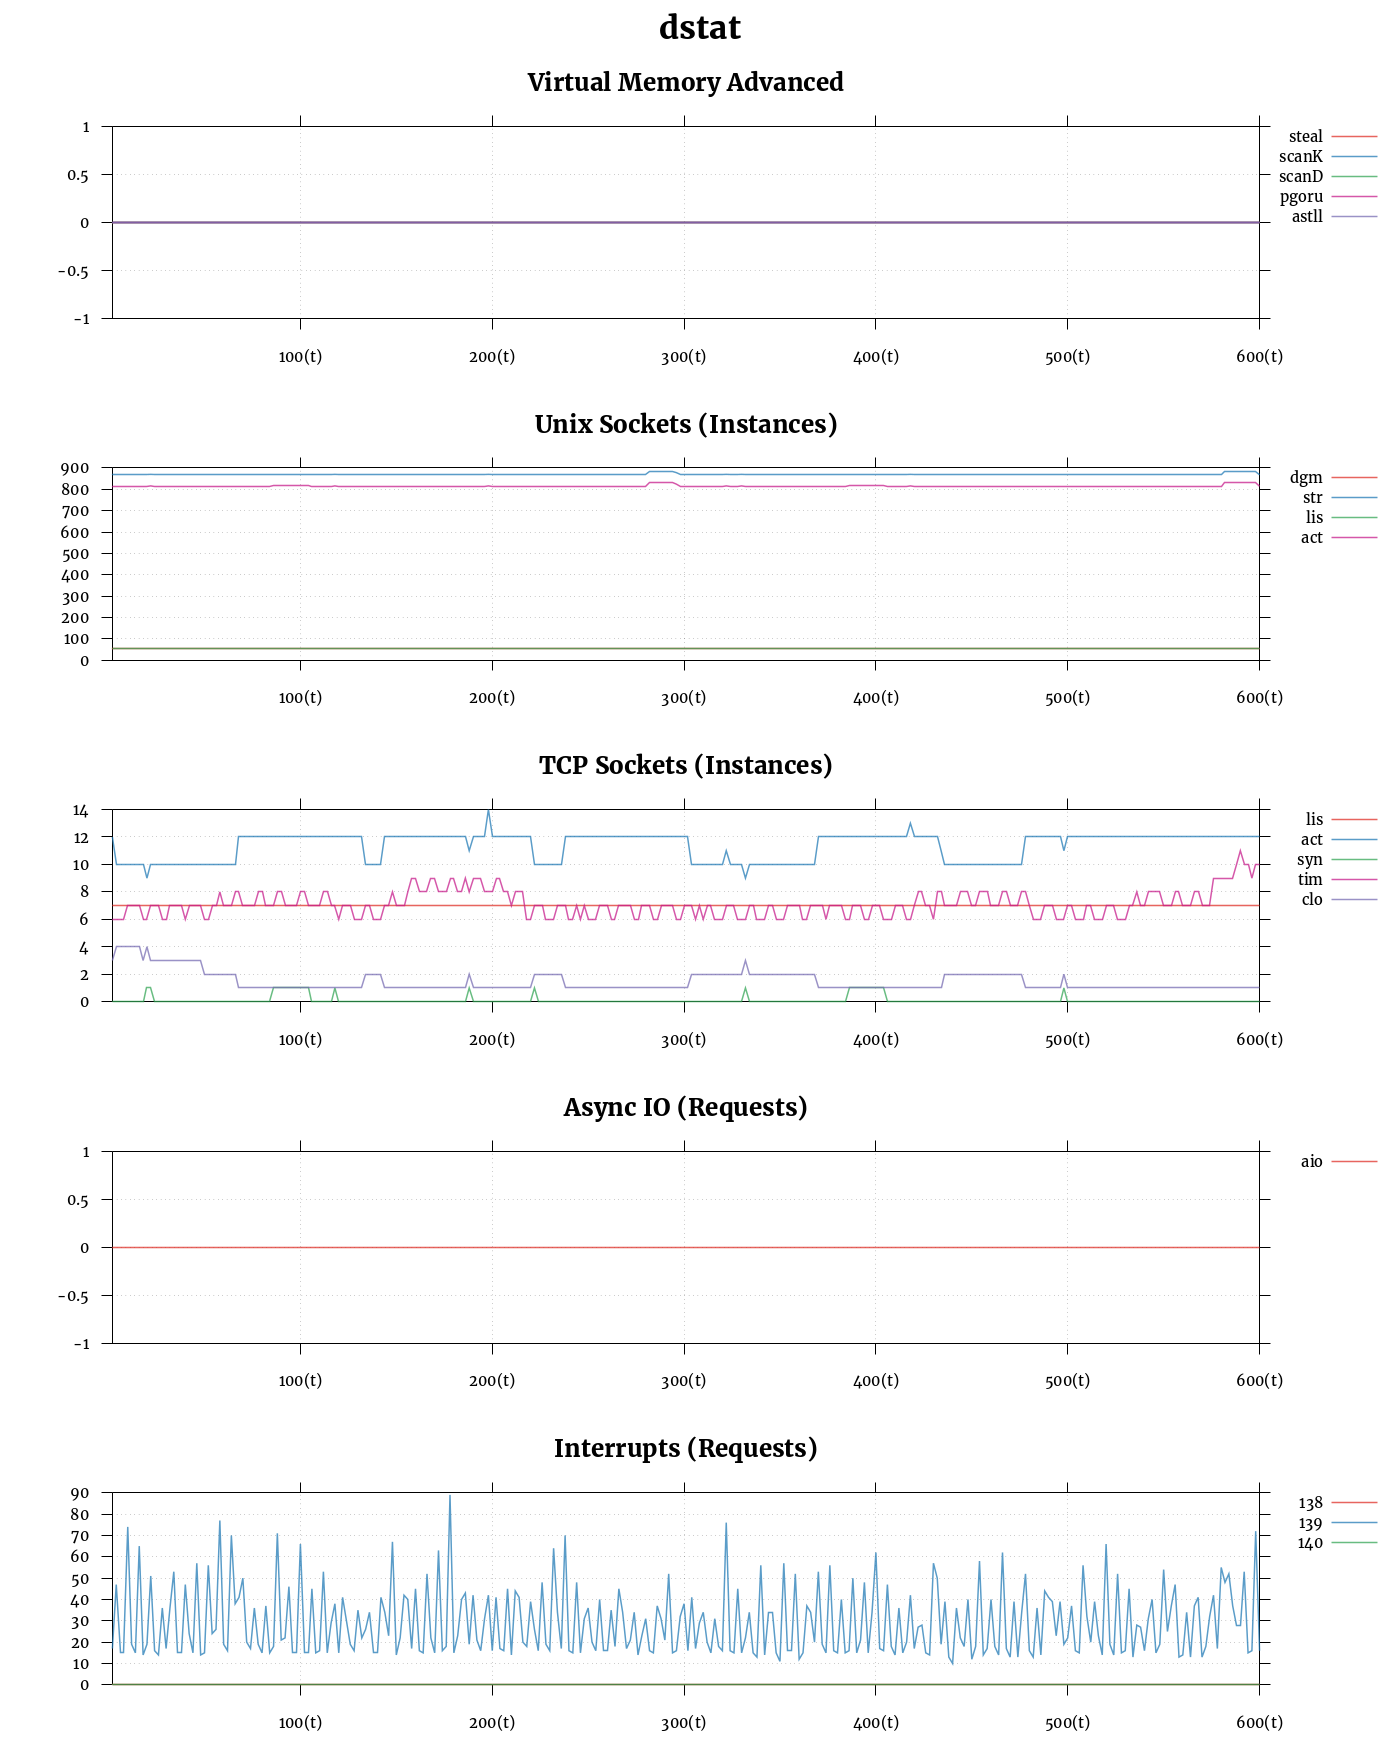 dstat
Virtual Memory Advanced
1
0.5
0
-0.5
-1
100(t) 200(t) 300(t) 400(t) 500(t) 600(t)
steal
scanK
scanD
pgoru
astll
Unix Sockets (Instances)
900
800
700
600
500
400
300
200
100
0
100(t) 200(t) 300(t) 400(t) 500(t) 600(t)
dgm
str
lis
act
TCP Sockets (Instances)
14
12
10
8
6
4
2
0
100(t) 200(t) 300(t) 400(t) 500(t) 600(t)
lis
act
syn
tim
clo
Async IO (Requests)
1
0.5
0
-0.5
-1
100(t) 200(t) 300(t) 400(t) 500(t) 600(t)
aio
Interrupts (Requests)
90
80
70
60
50
40
30
20
10
0
100(t) 200(t) 300(t) 400(t) 500(t) 600(t)
138
139
140